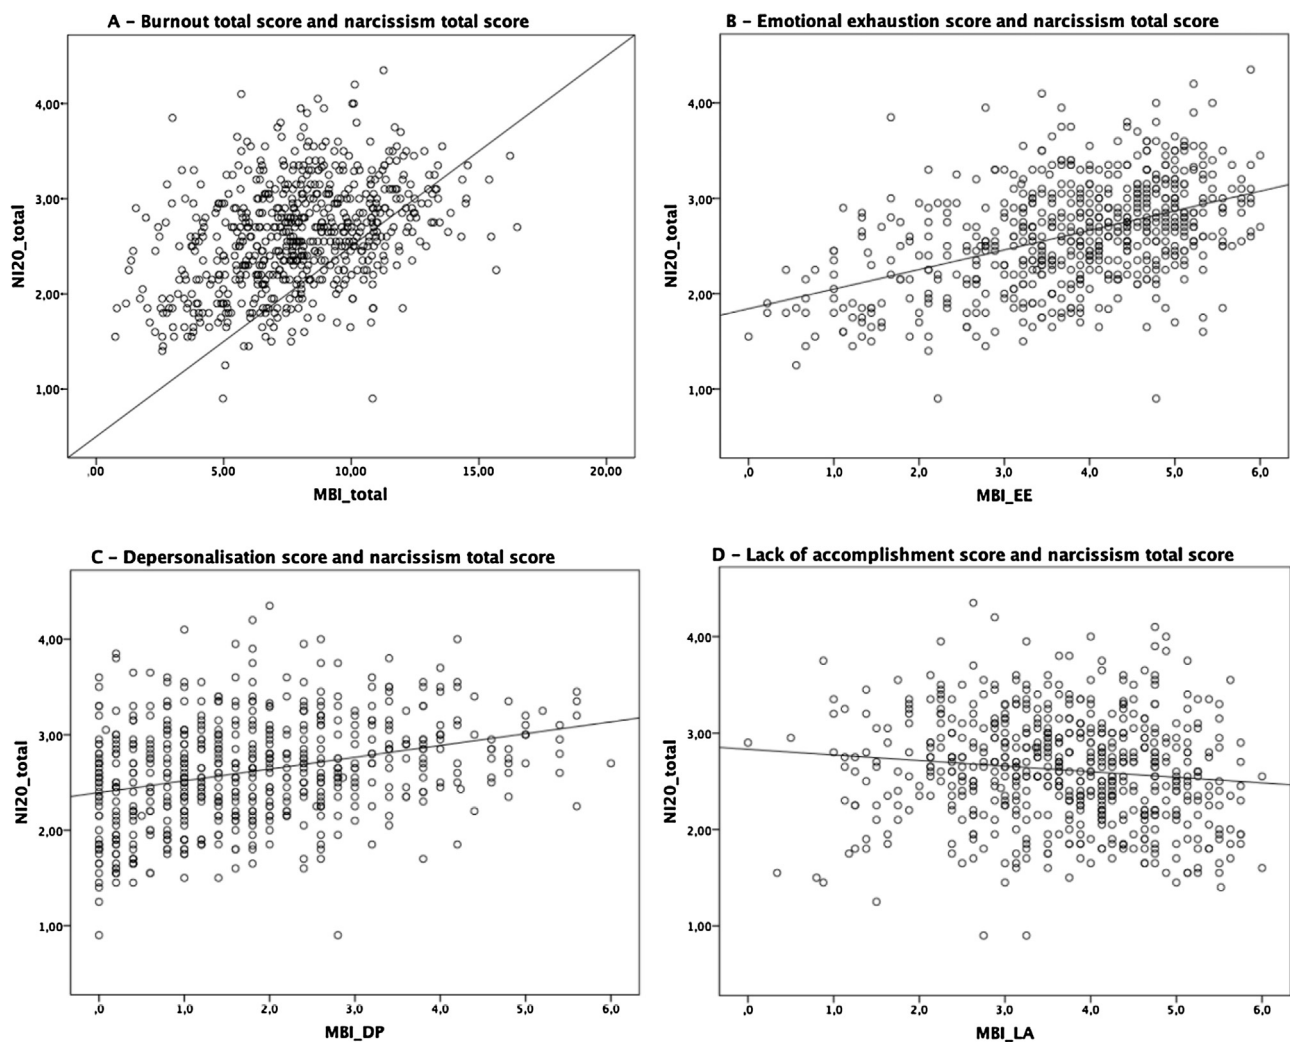 A – Burnout total score and narcissism total score
NI20_total
4,00
3,00
2,00
1,00
,00 5,00 10,00 15,00 20,00
MBI_total
B – Emotional exhaustion score and narcissism total score
NI20_total
4,00
3,00
2,00
1,00
,0 1,0 2,0 3,0 4,0 5,0 6,0
MBI_EE
C – Depersonalisation score and narcissism total score
NI20_total
4,00
3,00
2,00
1,00
,0 1,0 2,0 3,0 4,0 5,0 6,0
MBI_DP
D – Lack of accomplishment score and narcissism total score
NI20_total
4,00
3,00
2,00
1,00
,0 1,0 2,0 3,0 4,0 5,0 6,0
MBI_LA